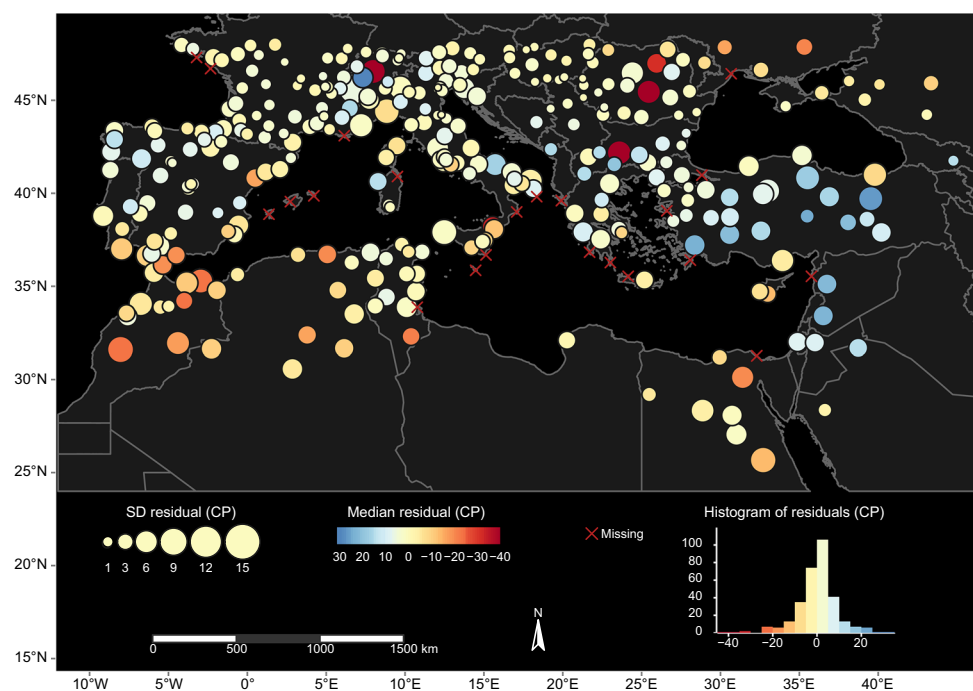 45°N
40°N
35°N
30°N
25°N
20°N
15°N
SD residual (CP)
1 3 6 9 12 15
Median residual (CP)
30 20 10 0 −10 −20 −30 −40
Missing
Histogram of residuals (CP)
100
80
60
40
20
0
−40 −20 0 20
0 500 1000 1500 km
N
10°W 5°W 0° 5°E 10°E 15°E 20°E 25°E 30°E 35°E 40°E